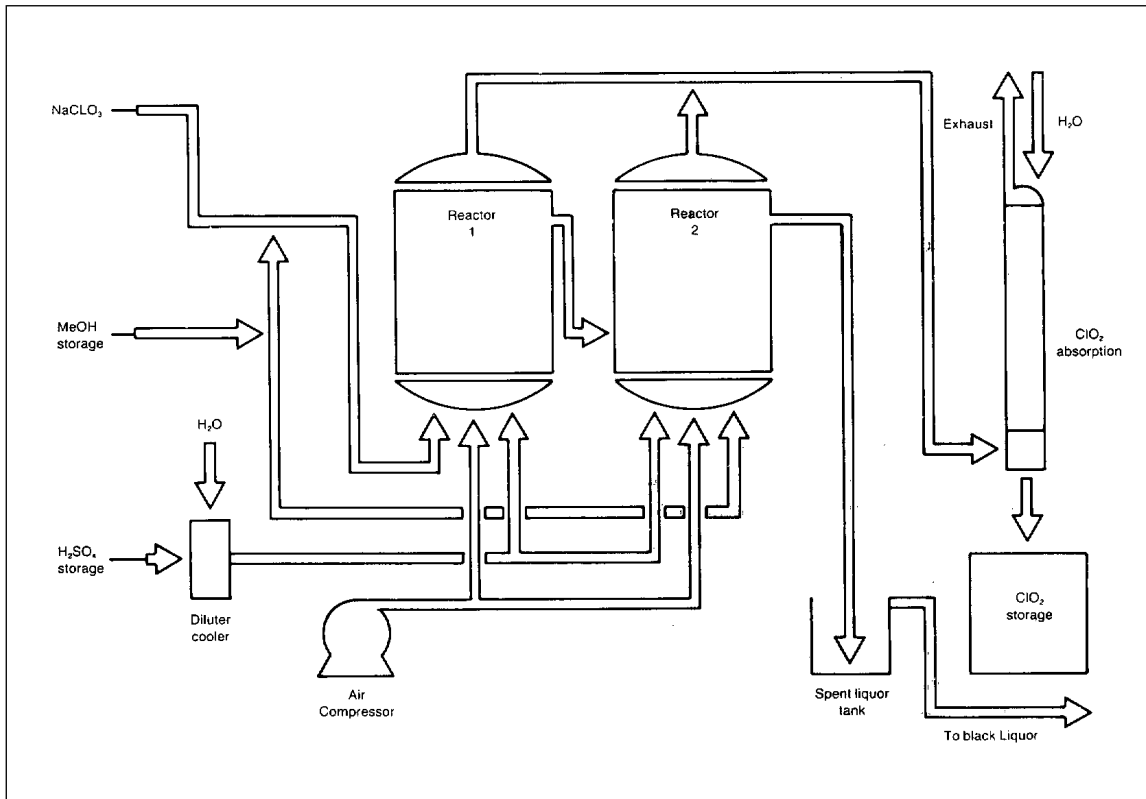 NaCLO₃
MeOH
storage
H₂O
H₂SO₄
storage
Diluter
cooler
Air
Compressor
Reactor
1
Reactor
2
Exhaust
H₂O
ClO₂
absorption
ClO₂
storage
Spent liquor
tank
To black Liquor